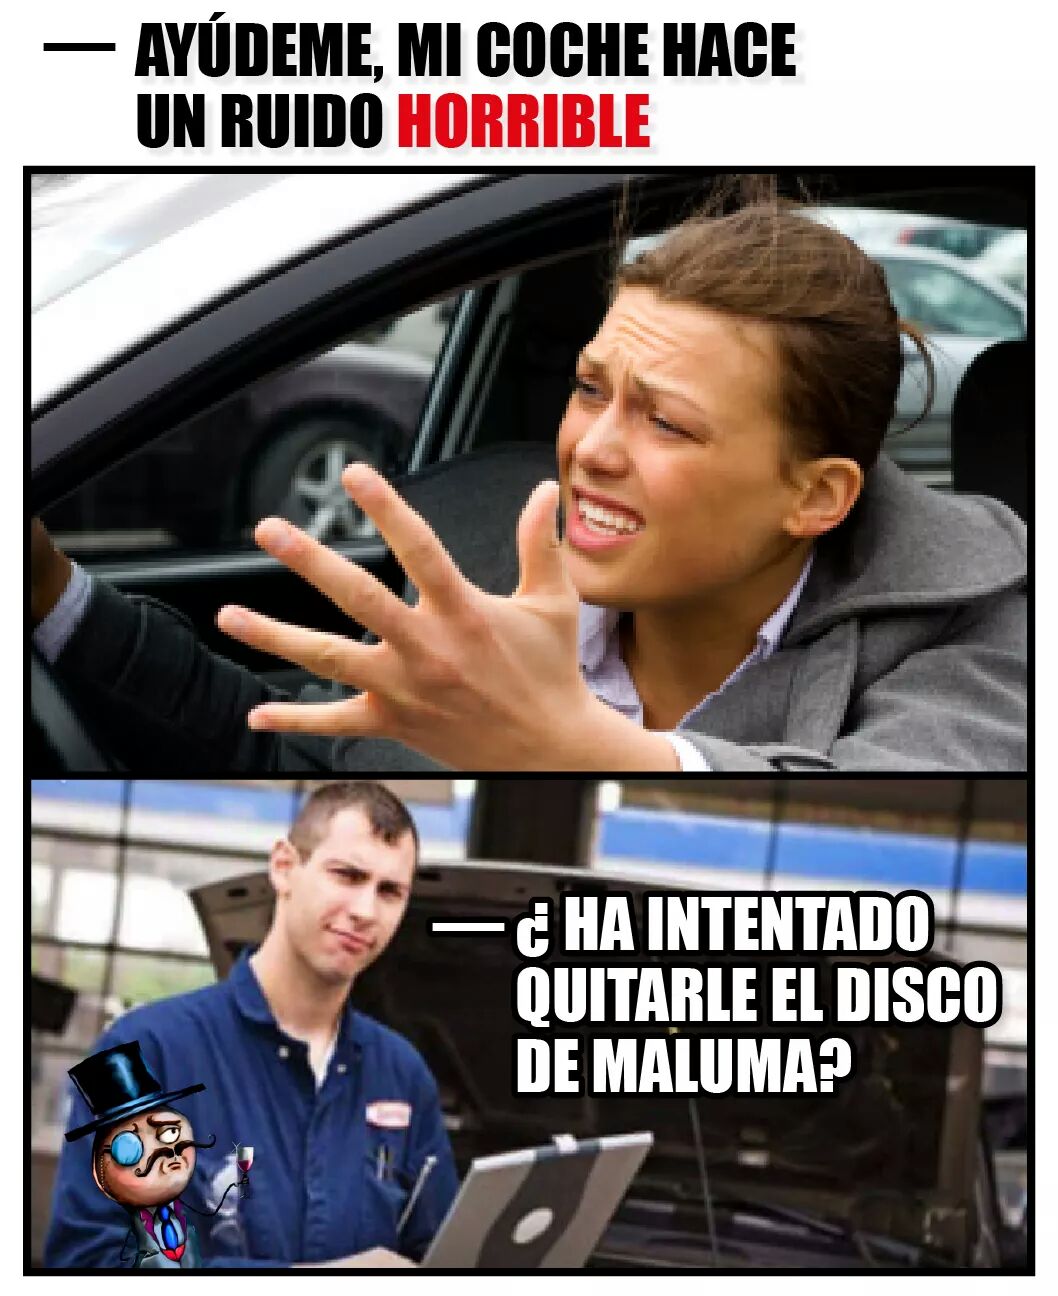 — AYÚDEME, MI COCHE HACE
UN RUIDO HORRIBLE
— ¿ HA INTENTADO
QUITARLE EL DISCO
DE MALUMA?